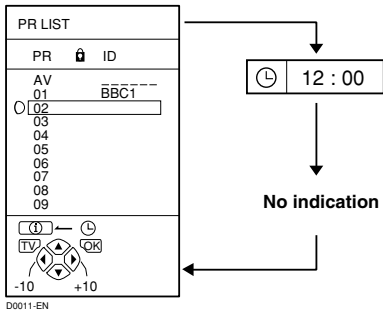 PR LIST
PR ID
AV _ _ _ _ _ _
01 BBC1
02
03
04
05
06
07
08
09
TV OK
-10 +10
12 : 00
No indication
D0011-EN